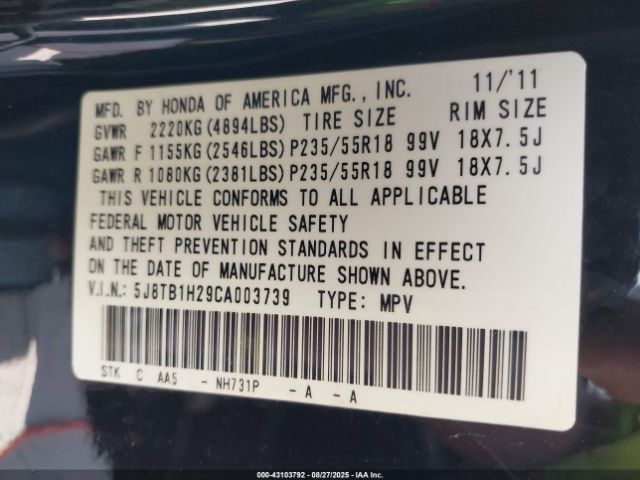 MFD. BY HONDA OF AMERICA MFG., INC. 11/'11
GVWR 2220KG(4894LBS) TIRE SIZE RIM SIZE
GAWR F 1155KG(2546LBS)P235/55R18 99V 18X7.5J
GAWR R 1080KG(2381LBS)P235/55R18 99V 18X7.5J
THIS VEHICLE CONFORMS TO ALL APPLICABLE
FEDERAL MOTOR VEHICLE SAFETY
AND THEFT PREVENTION STANDARDS IN EFFECT
ON THE DATE OF MANUFACTURE SHOWN ABOVE.
V.I.N.: 5J8TB1H29CA003739 TYPE: MPV
STK C AA5 - NH731P - A - A
000-43103792 - 08/27/2025 - IAAI.COM